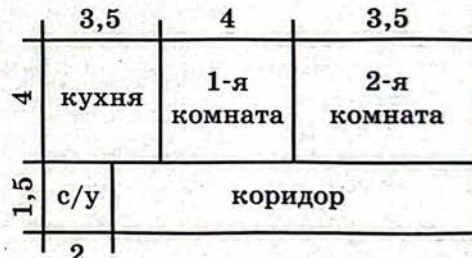 3,5 4 3,5
4
кухня
1-я
комната
2-я
комната
1,5
с/у
коридор
2